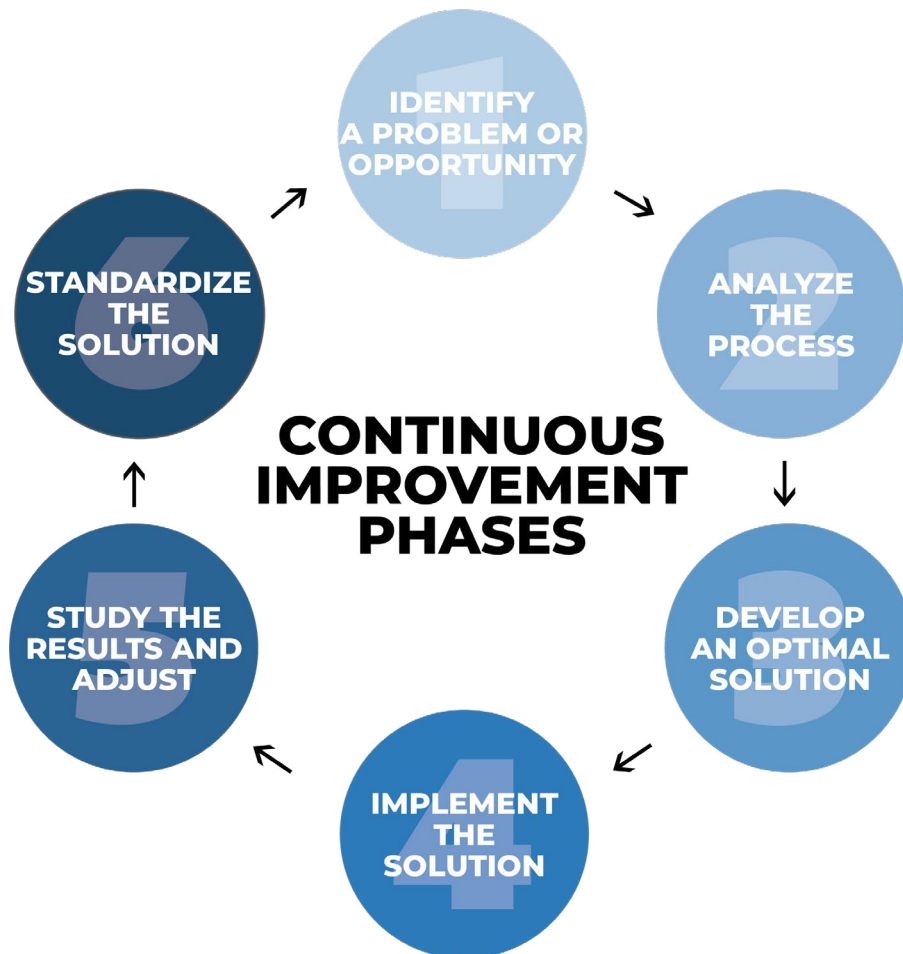 1
IDENTIFY
A PROBLEM OR
OPPORTUNITY
2
ANALYZE
THE
PROCESS
3
DEVELOP
AN OPTIMAL
SOLUTION
4
IMPLEMENT
THE
SOLUTION
5
STUDY THE
RESULTS AND
ADJUST
6
STANDARDIZE
THE
SOLUTION
CONTINUOUS
IMPROVEMENT
PHASES